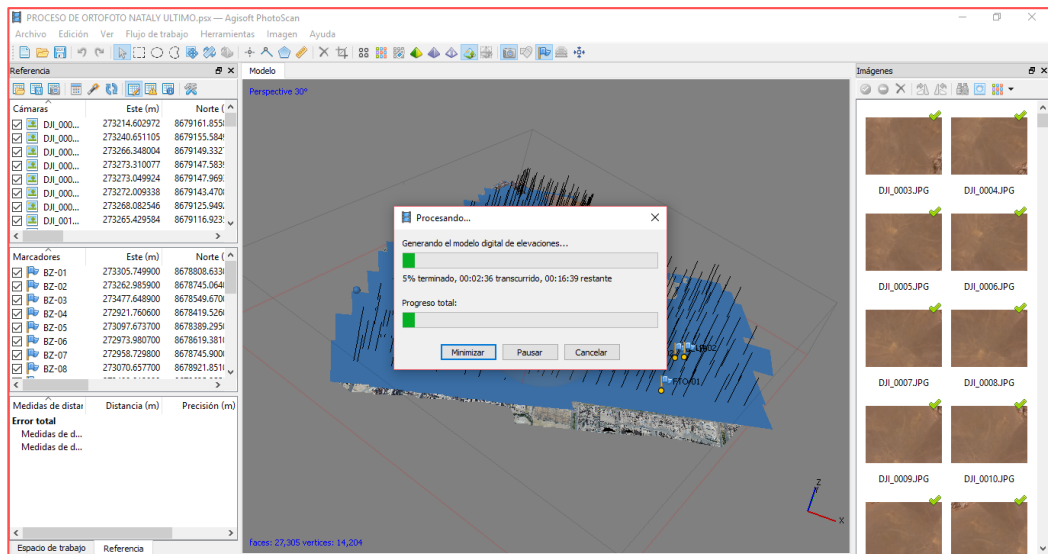 PROCESO DE ORTOFOTO NATALY ULTIMO.psx — Agisoft PhotoScan
Archivo Edición Ver Flujo de trabajo Herramientas Imagen Ayuda
Referencia
Modelo
Imágenes
Perspective 30°
Cámaras Este (m) Norte (
DJI_000... 273214.602972 8679161.855
DJI_000... 273240.651105 8679155.584
DJI_000... 273266.348004 8679149.332
DJI_000... 273273.310077 8679147.583
DJI_000... 273273.049924 8679147.969
DJI_000... 273272.009338 8679143.470
DJI_000... 273268.082546 8679125.949
DJI_001... 273265.429584 8679116.923
Marcadores Este (m) Norte (
BZ-01 273305.749900 8678808.633
BZ-02 273262.985900 8678745.064
BZ-03 273477.648900 8678549.670
BZ-04 272921.760600 8678419.526
BZ-05 273097.673700 8678389.295
BZ-06 272973.980700 8678619.381
BZ-07 272958.729800 8678745.900
BZ-08 273070.657700 8678921.851
Medidas de distar Distancia (m) Precisión (m)
Error total
Medidas de d...
Medidas de d...
Espacio de trabajo Referencia
Procesando...
Generando el modelo digital de elevaciones...
5% terminado, 00:02:36 transcurrido, 00:16:39 restante
Progreso total:
Minimizar Pausar Cancelar
PTO-01
Z
X
faces: 27,305 vertices: 14,204
DJI_0003.JPG DJI_0004.JPG
DJI_0005.JPG DJI_0006.JPG
DJI_0007.JPG DJI_0008.JPG
DJI_0009.JPG DJI_0010.JPG